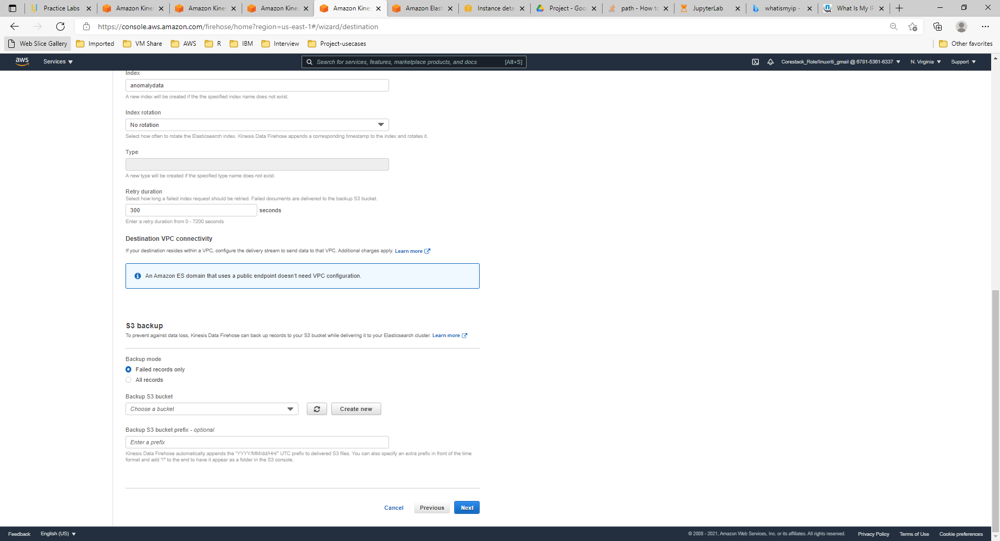 Practice Labs
Amazon Kine
Amazon Kine
Amazon Kine
Amazon Kine
Amazon Elast
Instance deta
Project - Goo
path - How to
JupyterLab
whatismyip -
What Is My IP
https://console.aws.amazon.com/firehose/home?region=us-east-1#/wizard/destination
Web Slice Gallery
Imported
VM Share
AWS
R
IBM
Interview
Project-usecases
Other favorites
aws
Services
Search for services, features, marketplace products, and docs [Alt+S]
Corestack_Role/linuxriti_gmail @ 6781-5361-6337
N. Virginia
Support
Index
anomalydata
A new index will be created if the the specified index name does not exist.
Index rotation
No rotation
Select how often to rotate the Elasticsearch index. Kinesis Data Firehose appends a corresponding timestamp to the index and rotates it.
Type
A new type will be created if the specified type name does not exist.
Retry duration
Select how long a failed index request should be retried. Failed documents are delivered to the backup S3 bucket.
300 seconds
Enter a retry duration from 0 - 7200 seconds
Destination VPC connectivity
If your destination resides within a VPC, configure the delivery stream to send data to that VPC. Additional charges apply. Learn more
An Amazon ES domain that uses a public endpoint doesn't need VPC configuration.
S3 backup
To prevent against data loss, Kinesis Data Firehose can back up records to your S3 bucket while delivering it to your Elasticsearch cluster. Learn more
Backup mode
Failed records only
All records
Backup S3 bucket
Choose a bucket
Create new
Backup S3 bucket prefix - optional
Enter a prefix
Kinesis Data Firehose automatically appends the "YYYY/MM/dd/HH/" UTC prefix to delivered S3 files. You can also specify an extra prefix in front of the time
format and add "/" to the end to have it appear as a folder in the S3 console.
Cancel
Previous
Next
Feedback
English (US)
© 2008 - 2021, Amazon Web Services, Inc. or its affiliates. All rights reserved.
Privacy Policy
Terms of Use
Cookie preferences